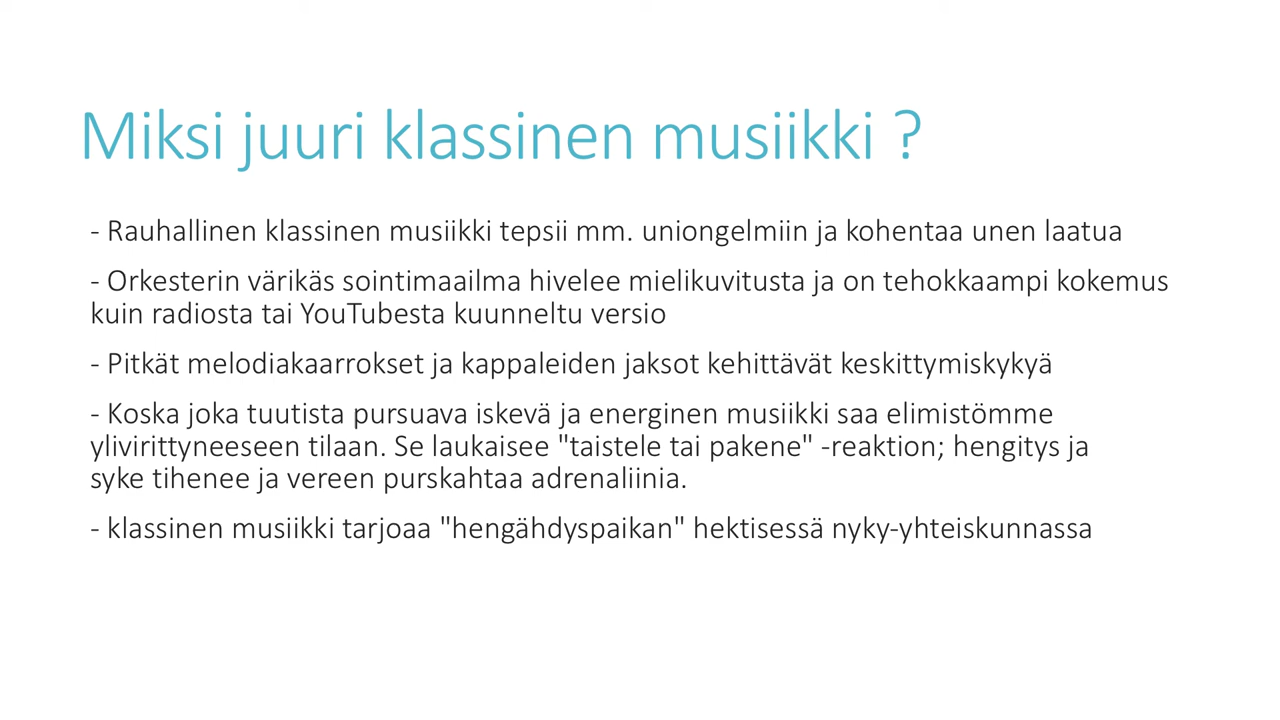 Miksi juuri klassinen musiikki ?
- Rauhallinen klassinen musiikki tepsii mm. uniongelmiin ja kohentaa unen laatua
- Orkesterin värikäs sointimaailma hivelee mielikuvitusta ja on tehokkaampi kokemus
kuin radiosta tai YouTubesta kuunneltu versio
- Pitkät melodiakaarrokset ja kappaleiden jaksot kehittävät keskittymiskykyä
- Koska joka tuutista pursuava iskevä ja energinen musiikki saa elimistömme
ylivirittyneeseen tilaan. Se laukaisee "taistele tai pakene" -reaktion; hengitys ja
syke tihenee ja vereen purskahtaa adrenaliinia.
- klassinen musiikki tarjoaa "hengähdyspaikan" hektisessä nyky-yhteiskunnassa